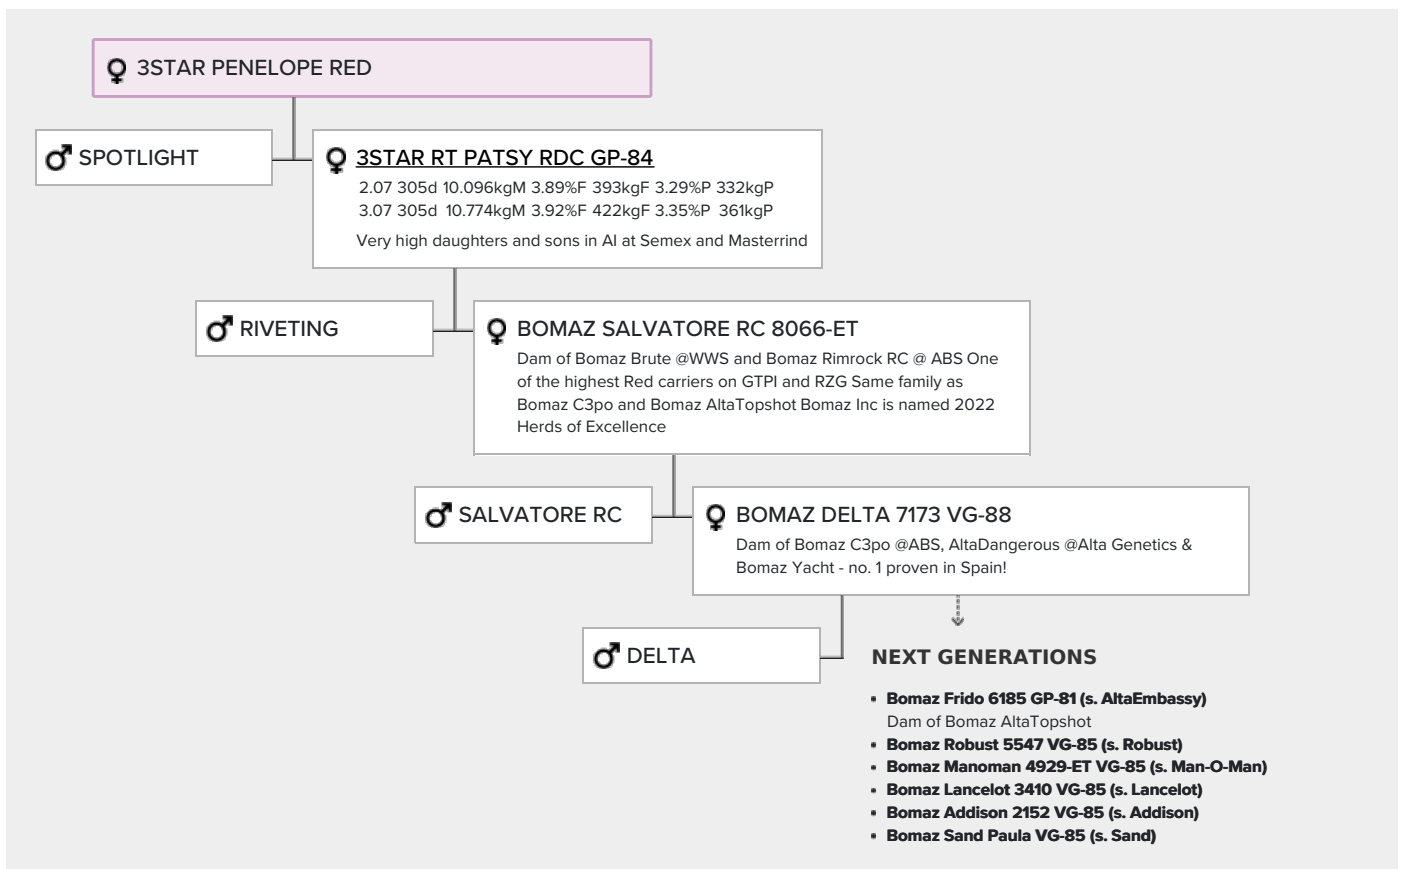 3STAR PENELOPE RED
SPOTLIGHT
3STAR RT PATSY RDC GP-84
2.07 305d 10.096kgM 3.89%F 393kgF 3.29%P 332kgP
3.07 305d 10.774kgM 3.92%F 422kgF 3.35%P 361kgP
Very high daughters and sons in AI at Semex and Masterrind
RIVETING
BOMAZ SALVATORE RC 8066-ET
Dam of Bomaz Brute @WWS and Bomaz Rimrock RC @ ABS One
of the highest Red carriers on GTPI and RZG Same family as
Bomaz C3po and Bomaz AltaTopshot Bomaz Inc is named 2022
Herds of Excellence
SALVATORE RC
BOMAZ DELTA 7173 VG-88
Dam of Bomaz C3po @ABS, AltaDangerous @Alta Genetics &
Bomaz Yacht - no. 1 proven in Spain!
DELTA
NEXT GENERATIONS
• Bomaz Frido 6185 GP-81 (s. AltaEmbassy)
Dam of Bomaz AltaTopshot
• Bomaz Robust 5547 VG-85 (s. Robust)
• Bomaz Manoman 4929-ET VG-85 (s. Man-O-Man)
• Bomaz Lancelot 3410 VG-85 (s. Lancelot)
• Bomaz Addison 2152 VG-85 (s. Addison)
• Bomaz Sand Paula VG-85 (s. Sand)